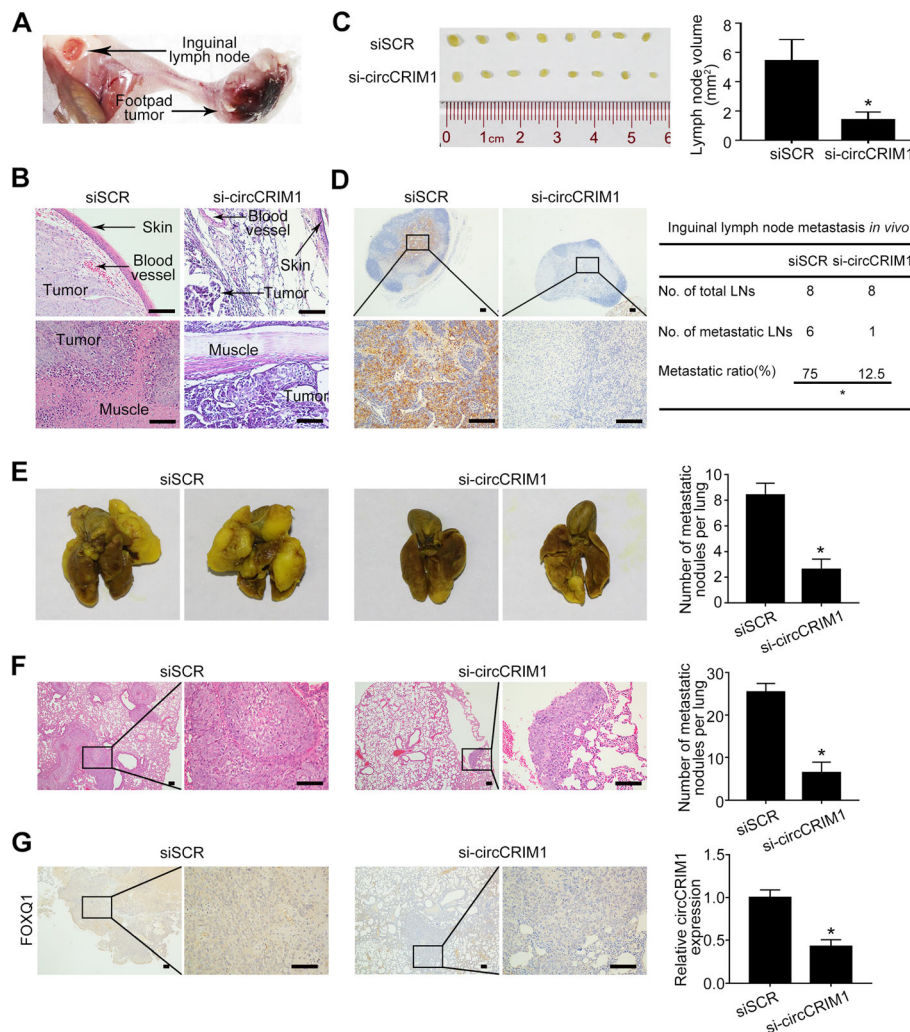 A
Inguinal
lymph node
Footpad
tumor
C
siSCR
si-circCRIM1
0 1cm 2 3 4 5 6
Lymph node volume
(mm²)
8
6
4
2
0
*
siSCR si-circCRIM1
B
siSCR si-circCRIM1
Skin
Blood
vessel
Tumor
Blood
vessel
Skin
Tumor
Tumor
Muscle
Muscle
Tumor
D
siSCR si-circCRIM1
Inguinal lymph node metastasis in vivo
siSCR si-circCRIM1
No. of total LNs 8 8
No. of metastatic LNs 6 1
Metastatic ratio(%) 75 12.5
*
E
siSCR si-circCRIM1
Number of metastatic
nodules per lung
10
8
6
4
2
0
*
siSCR
si-circCRIM1
F
siSCR si-circCRIM1
Number of metastatic
nodules per lung
30
20
10
0
*
siSCR
si-circCRIM1
G
siSCR si-circCRIM1
FOXQ1
Relative circCRIM1
expression
1.5
1.0
0.5
0.0
*
siSCR
si-circCRIM1